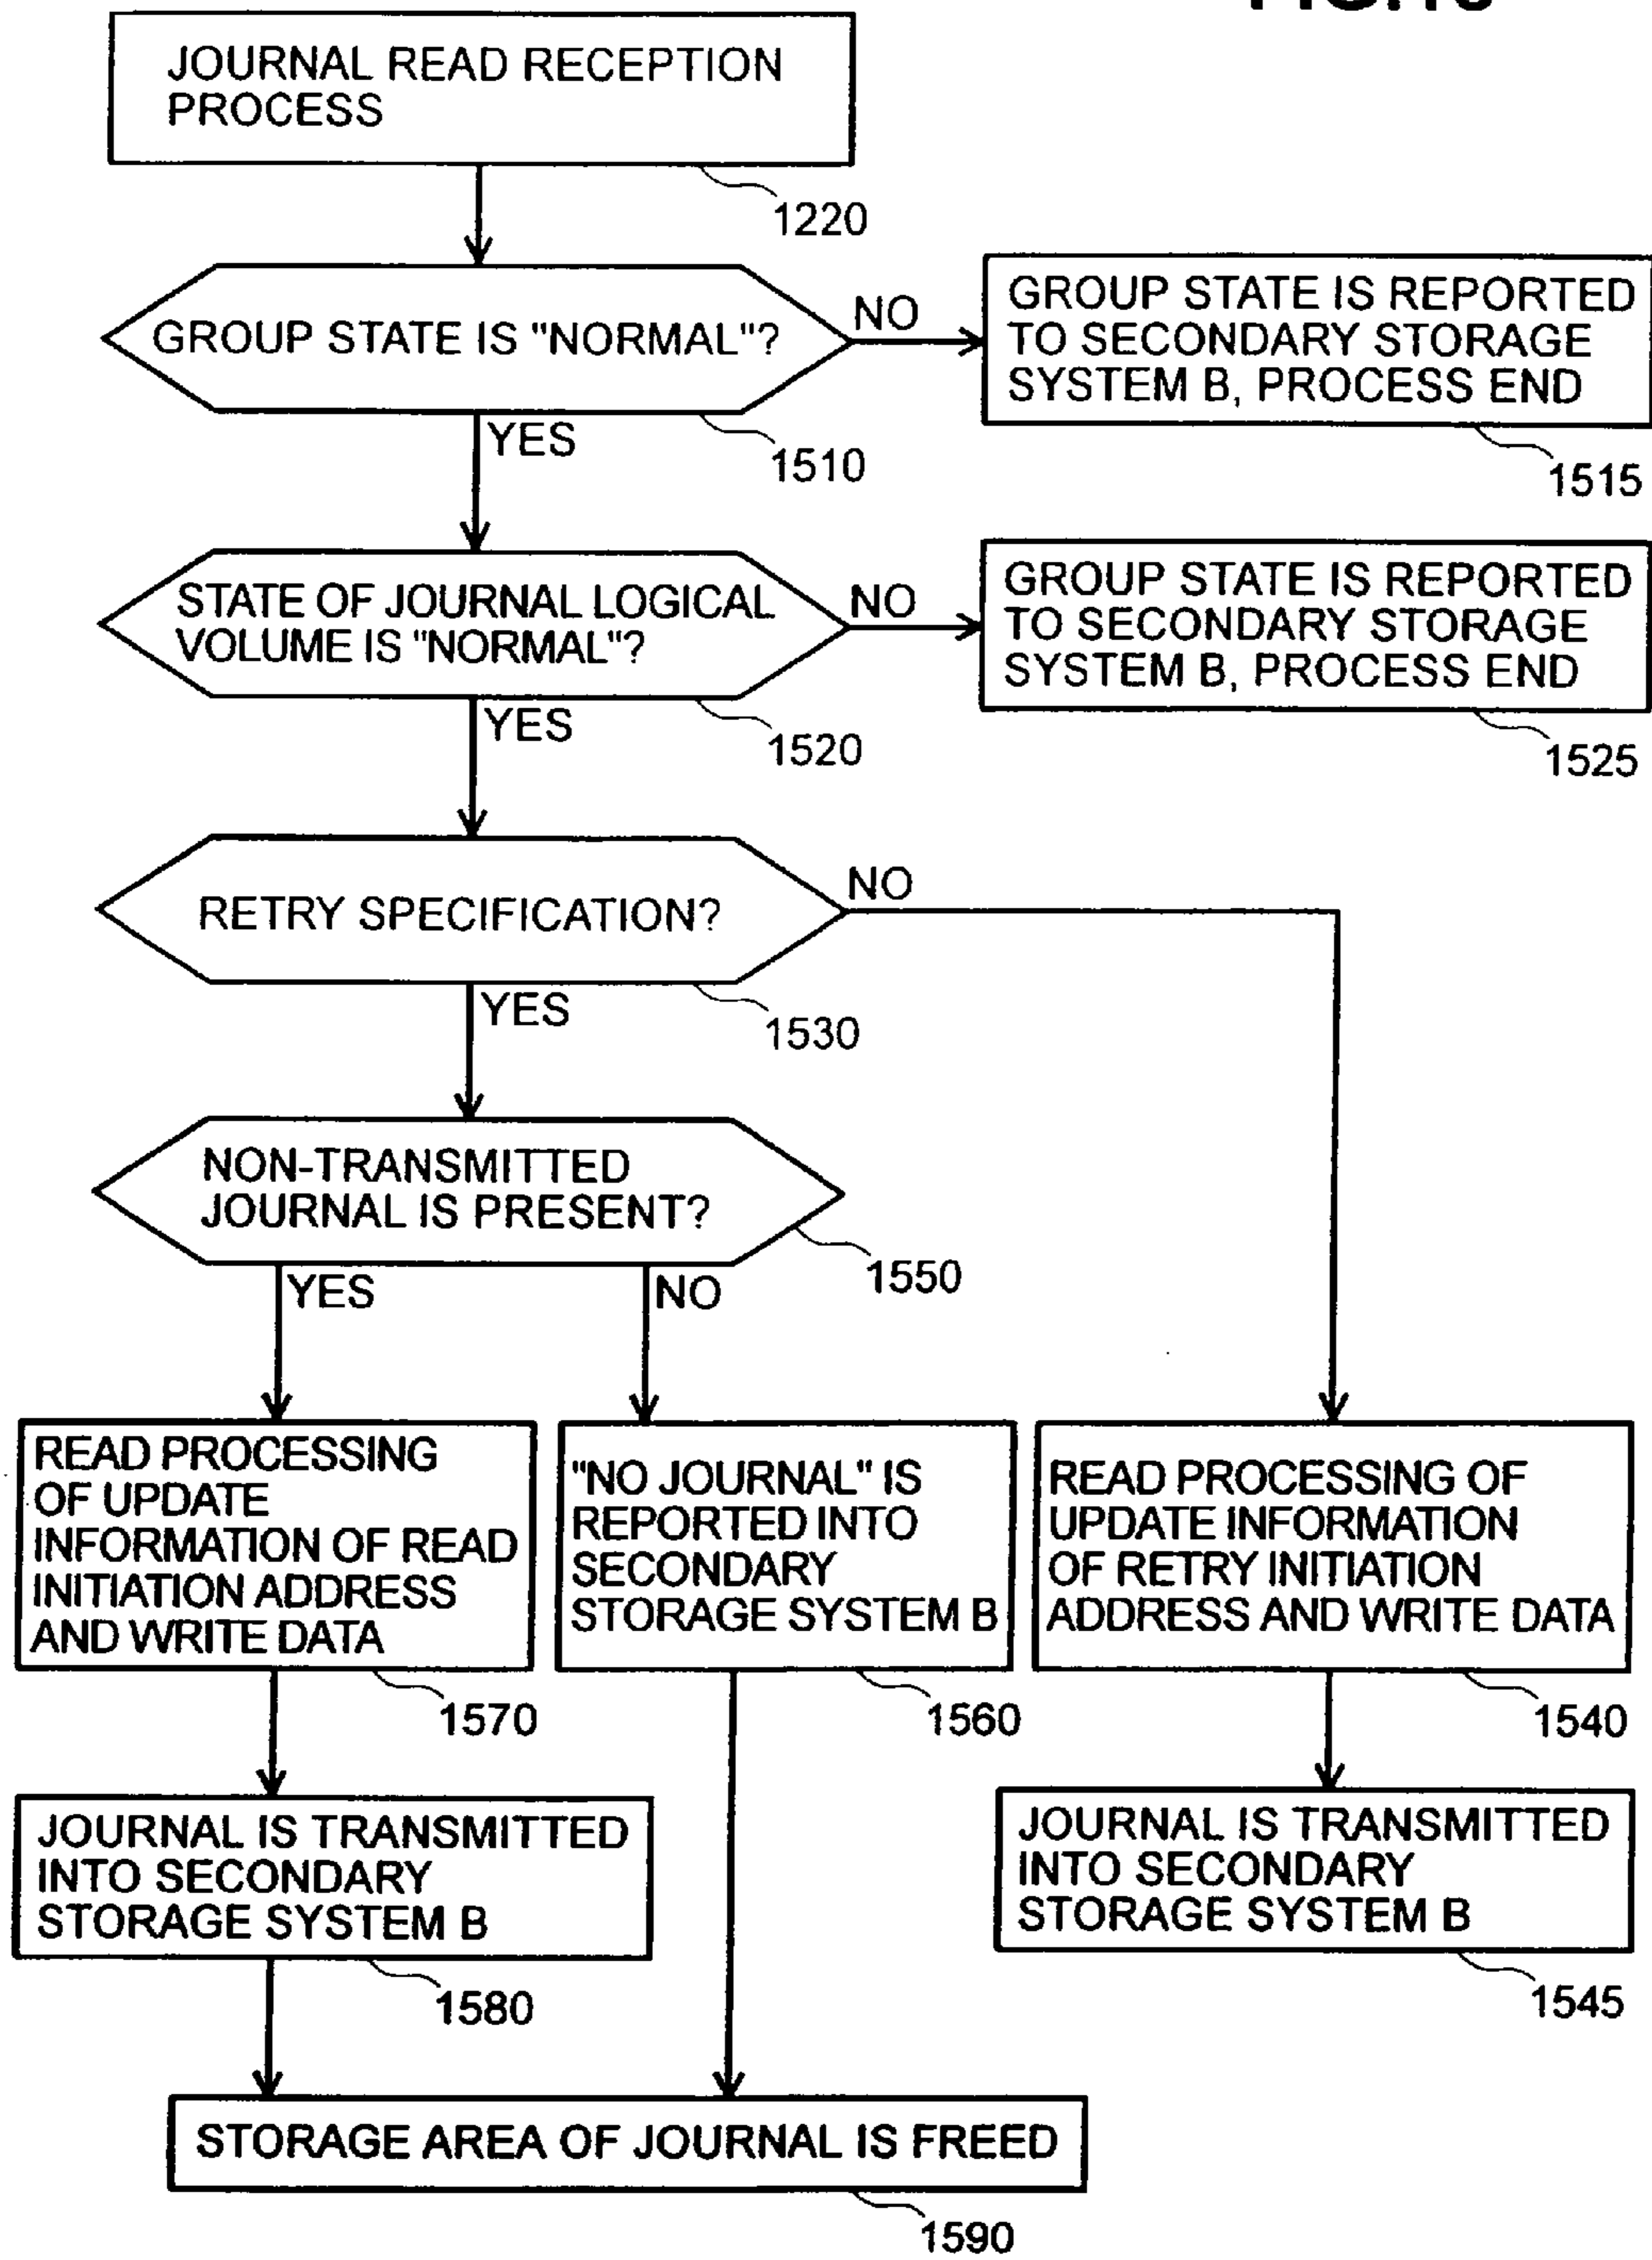 JOURNAL READ RECEPTION
PROCESS
1220
GROUP STATE IS "NORMAL"?
NO
GROUP STATE IS REPORTED
TO SECONDARY STORAGE
SYSTEM B, PROCESS END
YES
1510
1515
STATE OF JOURNAL LOGICAL
VOLUME IS "NORMAL"?
NO
GROUP STATE IS REPORTED
TO SECONDARY STORAGE
SYSTEM B, PROCESS END
YES
1520
1525
RETRY SPECIFICATION?
NO
YES
1530
NON-TRANSMITTED
JOURNAL IS PRESENT?
1550
YES
NO
READ PROCESSING
OF UPDATE
INFORMATION OF READ
INITIATION ADDRESS
AND WRITE DATA
"NO JOURNAL" IS
REPORTED INTO
SECONDARY
STORAGE SYSTEM B
READ PROCESSING OF
UPDATE INFORMATION
OF RETRY INITIATION
ADDRESS AND WRITE DATA
1570
1560
1540
JOURNAL IS TRANSMITTED
INTO SECONDARY
STORAGE SYSTEM B
JOURNAL IS TRANSMITTED
INTO SECONDARY
STORAGE SYSTEM B
1580
1545
STORAGE AREA OF JOURNAL IS FREED
1590